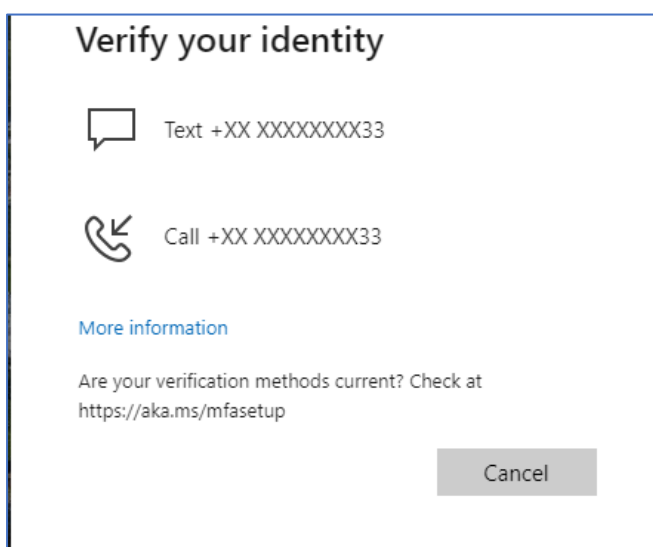 Verify your identity
Text +XX XXXXXXXX33
Call +XX XXXXXXXX33
More information
Are your verification methods current? Check at
https://aka.ms/mfasetup
Cancel